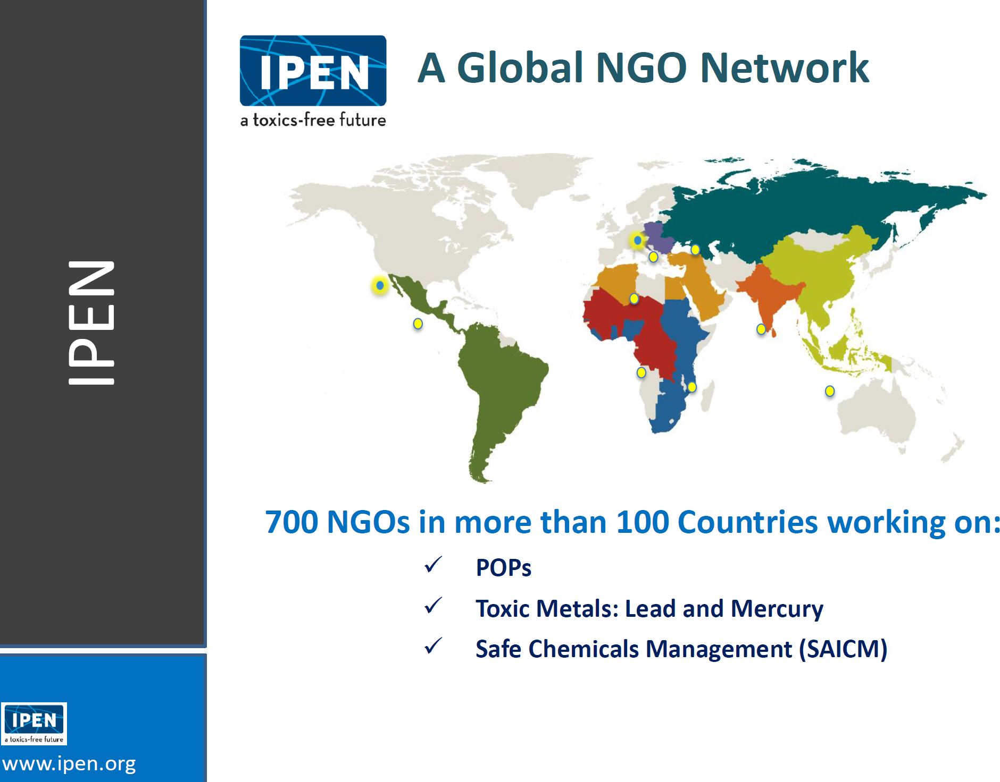 IPEN
IPEN
a toxics-free future
A Global NGO Network
700 NGOs in more than 100 Countries working on:
✓ POPs
✓ Toxic Metals: Lead and Mercury
✓ Safe Chemicals Management (SAICM)
IPEN
a toxics-free future
www.ipen.org